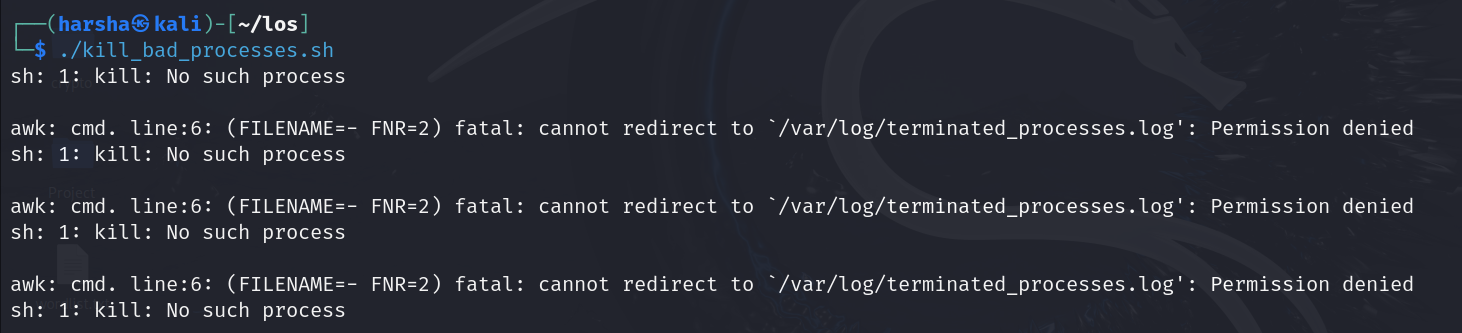 ┌──(harsha㉿kali)-[~/los]
└─$ ./kill_bad_processes.sh
sh: 1: kill: No such process
awk: cmd. line:6: (FILENAME=- FNR=2) fatal: cannot redirect to `/var/log/terminated_processes.log': Permission denied
sh: 1: kill: No such process
awk: cmd. line:6: (FILENAME=- FNR=2) fatal: cannot redirect to `/var/log/terminated_processes.log': Permission denied
sh: 1: kill: No such process
awk: cmd. line:6: (FILENAME=- FNR=2) fatal: cannot redirect to `/var/log/terminated_processes.log': Permission denied
sh: 1: kill: No such process
Project